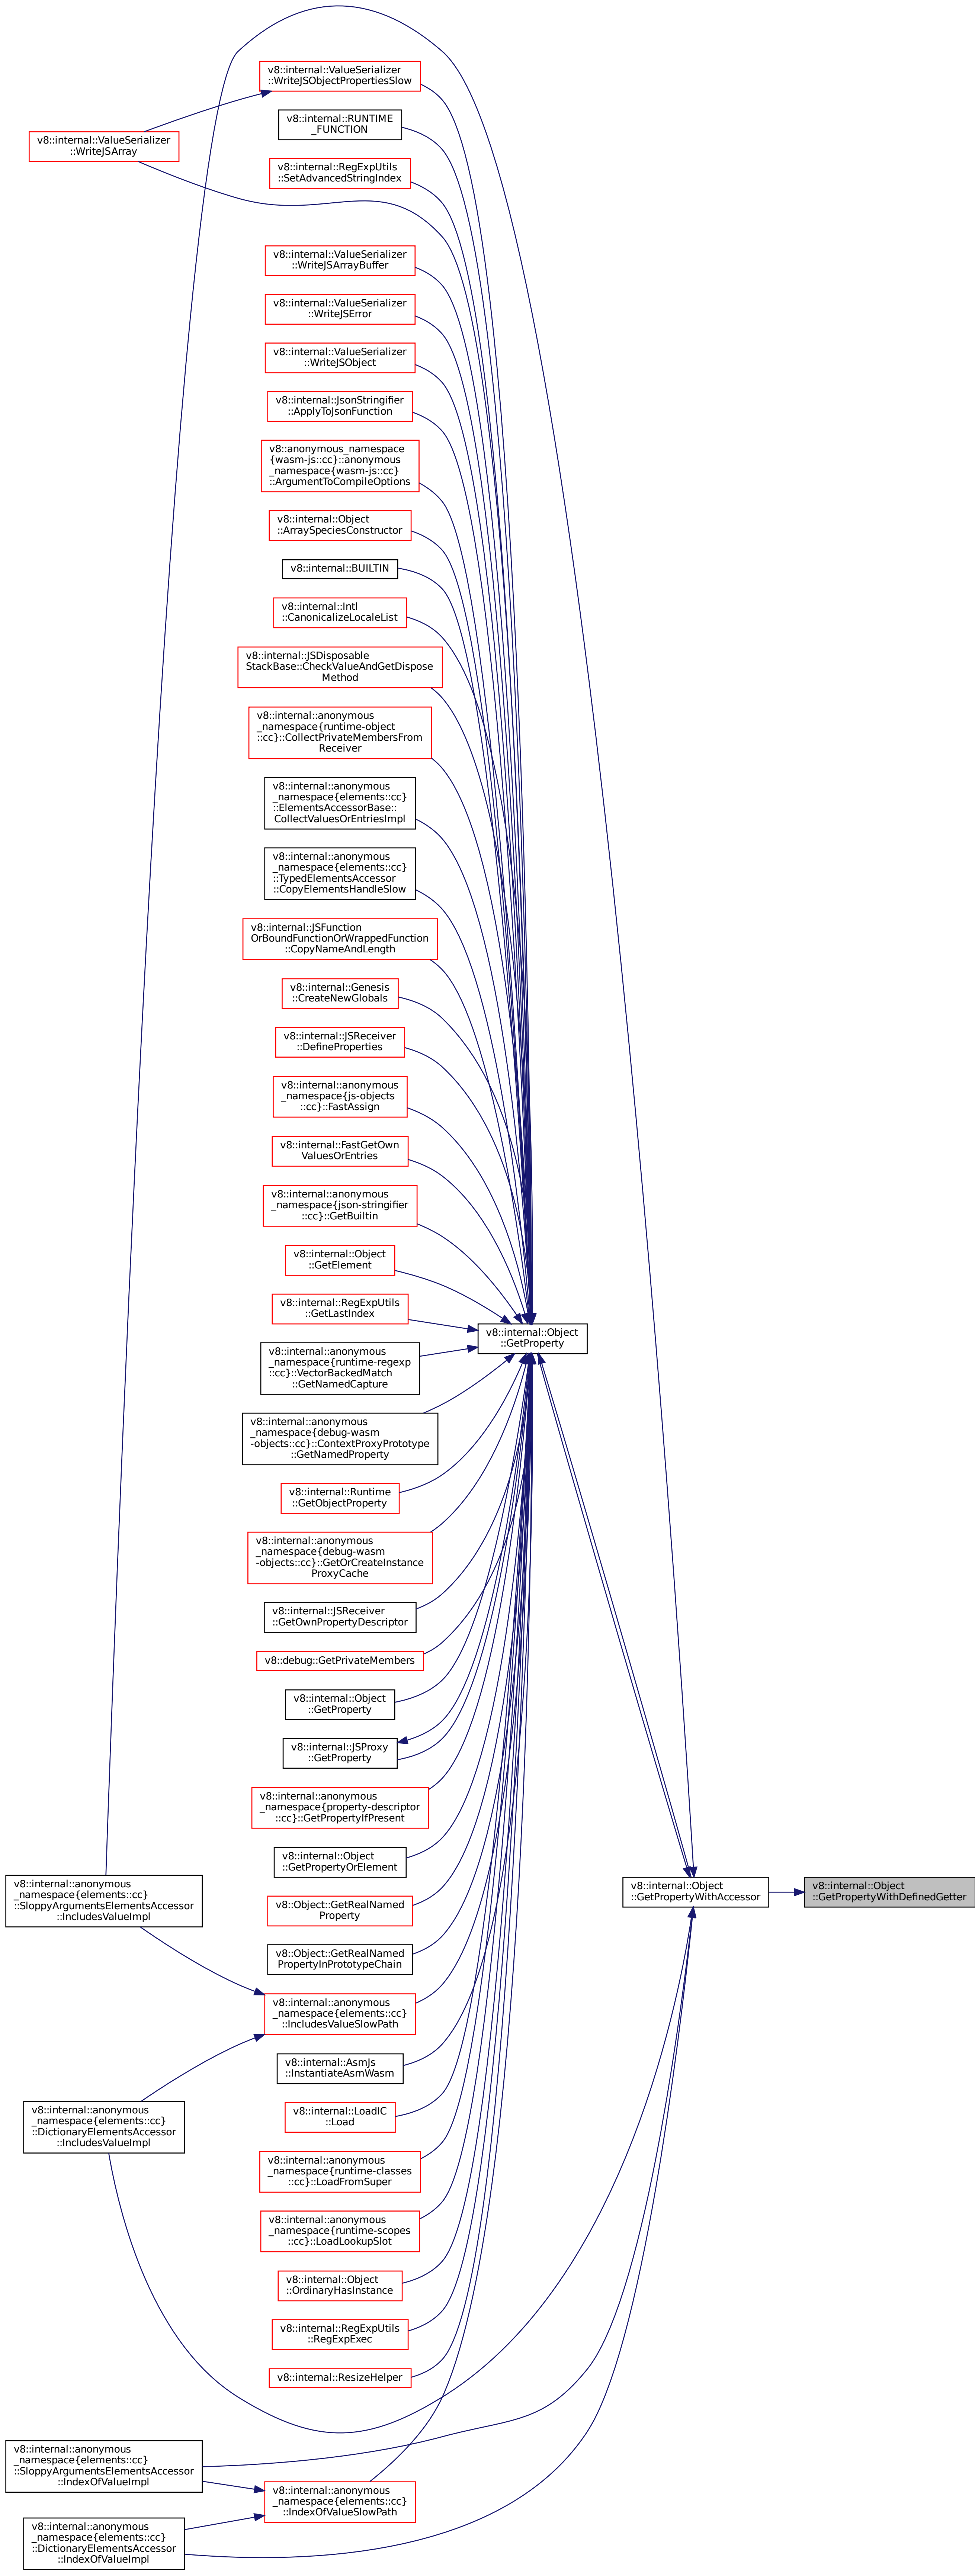 v8::internal::ValueSerializer
::WriteJSObjectPropertiesSlow
v8::internal::RUNTIME
_FUNCTION
v8::internal::ValueSerializer
::WriteJSArray
v8::internal::RegExpUtils
::SetAdvancedStringIndex
v8::internal::ValueSerializer
::WriteJSArrayBuffer
v8::internal::ValueSerializer
::WriteJSError
v8::internal::ValueSerializer
::WriteJSObject
v8::internal::JsonStringifier
::ApplyToJsonFunction
v8::anonymous_namespace
{wasm-js::cc}::anonymous
_namespace{wasm-js::cc}
::ArgumentToCompileOptions
v8::internal::Object
::ArraySpeciesConstructor
v8::internal::BUILTIN
v8::internal::Intl
::CanonicalizeLocaleList
v8::internal::JSDisposable
StackBase::CheckValueAndGetDispose
Method
v8::internal::anonymous
_namespace{runtime-object
::cc}::CollectPrivateMembersFrom
Receiver
v8::internal::anonymous
_namespace{elements::cc}
::ElementsAccessorBase::
CollectValuesOrEntriesImpl
v8::internal::anonymous
_namespace{elements::cc}
::TypedElementsAccessor
::CopyElementsHandleSlow
v8::internal::JSFunction
OrBoundFunctionOrWrappedFunction
::CopyNameAndLength
v8::internal::Genesis
::CreateNewGlobals
v8::internal::JSReceiver
::DefineProperties
v8::internal::anonymous
_namespace{js-objects
::cc}::FastAssign
v8::internal::FastGetOwn
ValuesOrEntries
v8::internal::anonymous
_namespace{json-stringifier
::cc}::GetBuiltin
v8::internal::Object
::GetElement
v8::internal::RegExpUtils
::GetLastIndex
v8::internal::Object
::GetProperty
v8::internal::anonymous
_namespace{runtime-regexp
::cc}::VectorBackedMatch
::GetNamedCapture
v8::internal::anonymous
_namespace{debug-wasm
-objects::cc}::ContextProxyPrototype
::GetNamedProperty
v8::internal::Runtime
::GetObjectProperty
v8::internal::anonymous
_namespace{debug-wasm
-objects::cc}::GetOrCreateInstance
ProxyCache
v8::internal::JSReceiver
::GetOwnPropertyDescriptor
v8::debug::GetPrivateMembers
v8::internal::Object
::GetProperty
v8::internal::JSProxy
::GetProperty
v8::internal::anonymous
_namespace{property-descriptor
::cc}::GetPropertyIfPresent
v8::internal::Object
::GetPropertyOrElement
v8::internal::anonymous
_namespace{elements::cc}
::SloppyArgumentsElementsAccessor
::IncludesValueImpl
v8::internal::Object
::GetPropertyWithAccessor
v8::internal::Object
::GetPropertyWithDefinedGetter
v8::Object::GetRealNamed
Property
v8::Object::GetRealNamed
PropertyInPrototypeChain
v8::internal::anonymous
_namespace{elements::cc}
::IncludesValueSlowPath
v8::internal::AsmJs
::InstantiateAsmWasm
v8::internal::anonymous
_namespace{elements::cc}
::DictionaryElementsAccessor
::IncludesValueImpl
v8::internal::LoadIC
::Load
v8::internal::anonymous
_namespace{runtime-classes
::cc}::LoadFromSuper
v8::internal::anonymous
_namespace{runtime-scopes
::cc}::LoadLookupSlot
v8::internal::Object
::OrdinaryHasInstance
v8::internal::RegExpUtils
::RegExpExec
v8::internal::ResizeHelper
v8::internal::anonymous
_namespace{elements::cc}
::SloppyArgumentsElementsAccessor
::IndexOfValueImpl
v8::internal::anonymous
_namespace{elements::cc}
::IndexOfValueSlowPath
v8::internal::anonymous
_namespace{elements::cc}
::DictionaryElementsAccessor
::IndexOfValueImpl